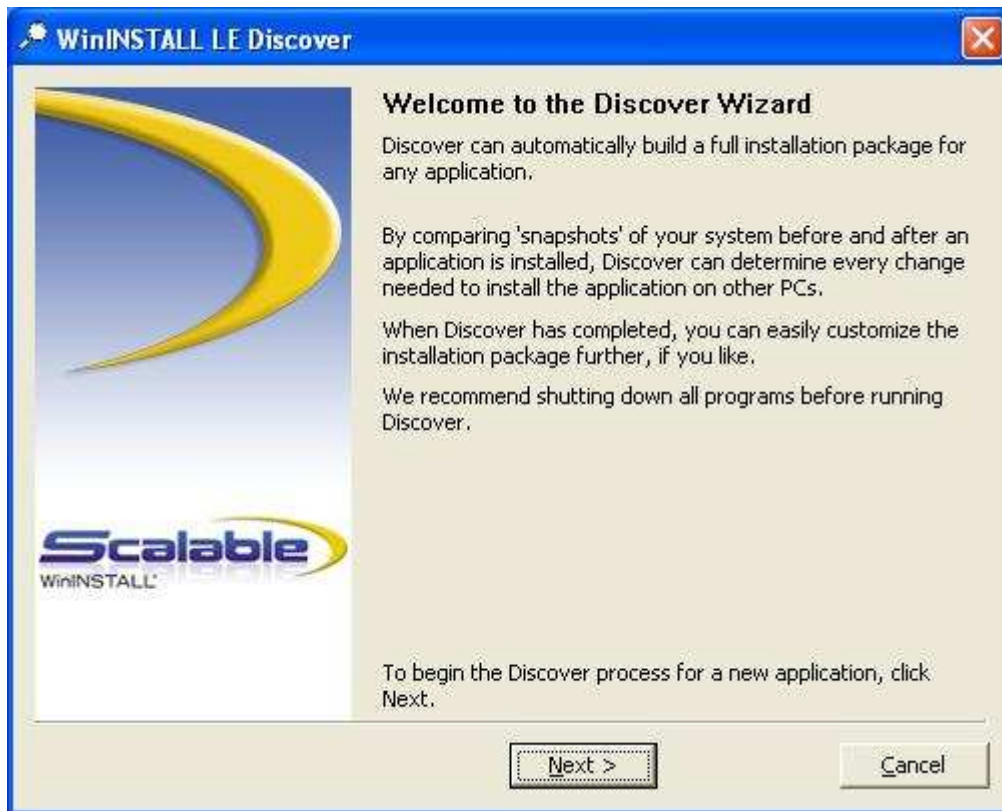 WinINSTALL LE Discover
Welcome to the Discover Wizard
Discover can automatically build a full installation package for
any application.
By comparing 'snapshots' of your system before and after an
application is installed, Discover can determine every change
needed to install the application on other PCs.
When Discover has completed, you can easily customize the
installation package further, if you like.
We recommend shutting down all programs before running
Discover.
Scalable
WinINSTALL®
To begin the Discover process for a new application, click
Next.
Next >
Cancel